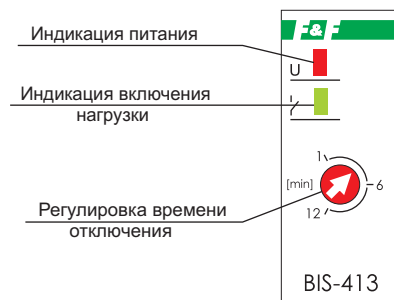 Индикация питания
F&F
U
Индикация включения
нагрузки
1
[min]
6
12
Регулировка времени
отключения
BIS-413